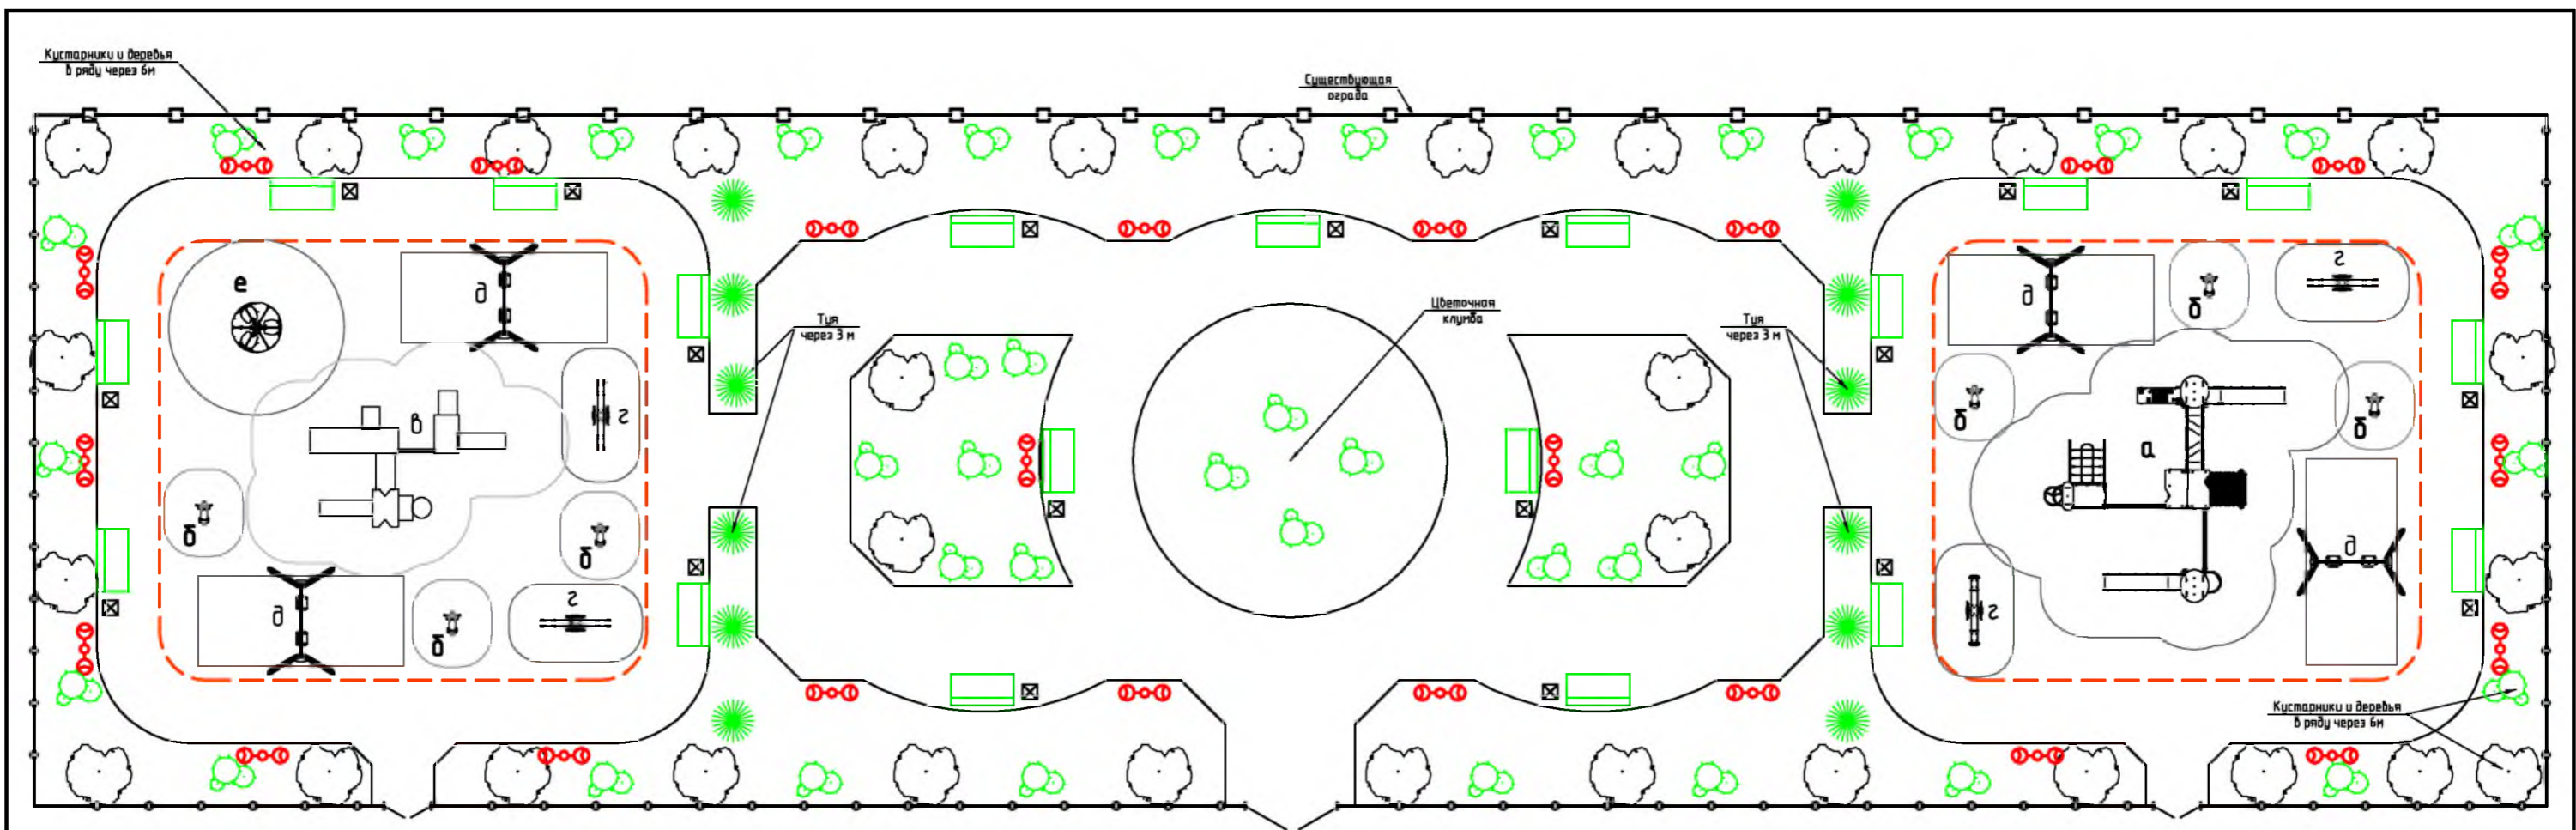 Кустарники и деревья
в ряду через 6м
Существующая
ограда
е
д
г
Цветочная
клумба
Туя
через 3 м
Туя
через 3 м
в
б
б
д
б
г
д
б
г
б
б
а
д
г
Кустарники и деревья
в ряду через 6м